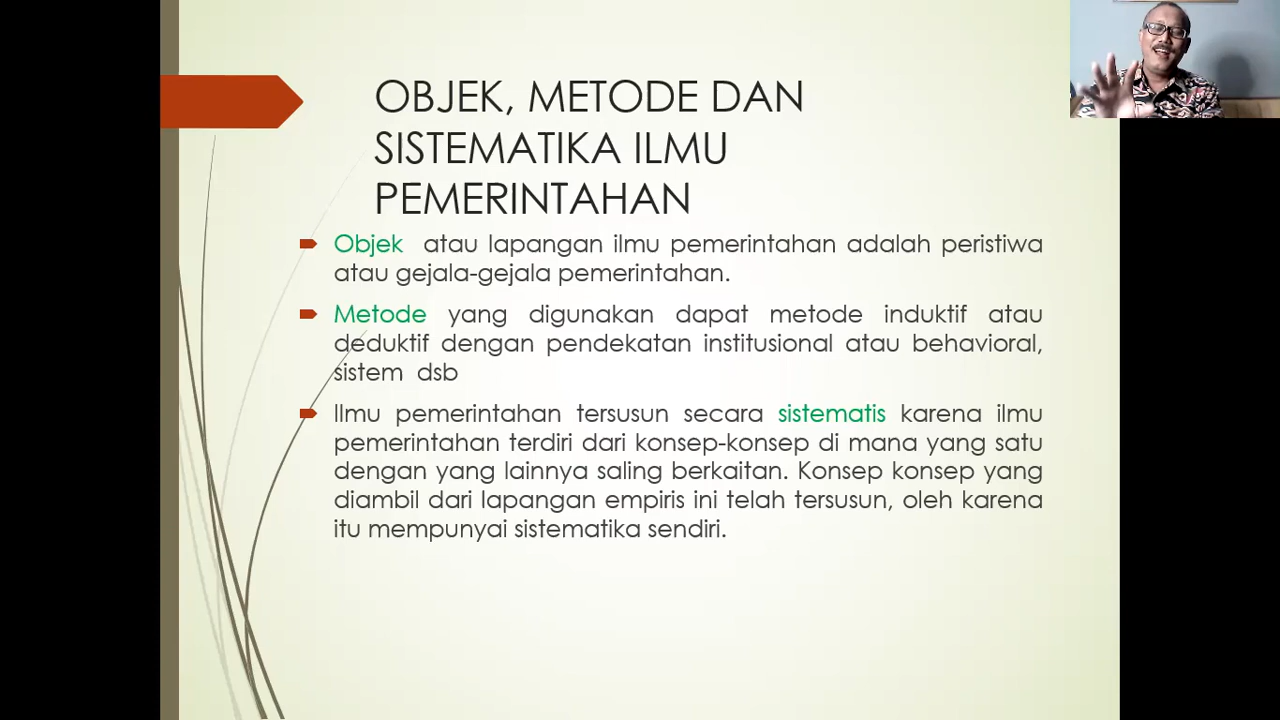 OBJEK, METODE DAN
SISTEMATIKA ILMU
PEMERINTAHAN
Objek atau lapangan ilmu pemerintahan adalah peristiwa
atau gejala-gejala pemerintahan.
Metode yang digunakan dapat metode induktif atau
deduktif dengan pendekatan institusional atau behavioral,
sistem dsb
Ilmu pemerintahan tersusun secara sistematis karena ilmu
pemerintahan terdiri dari konsep-konsep di mana yang satu
dengan yang lainnya saling berkaitan. Konsep konsep yang
diambil dari lapangan empiris ini telah tersusun, oleh karena
itu mempunyai sistematika sendiri.